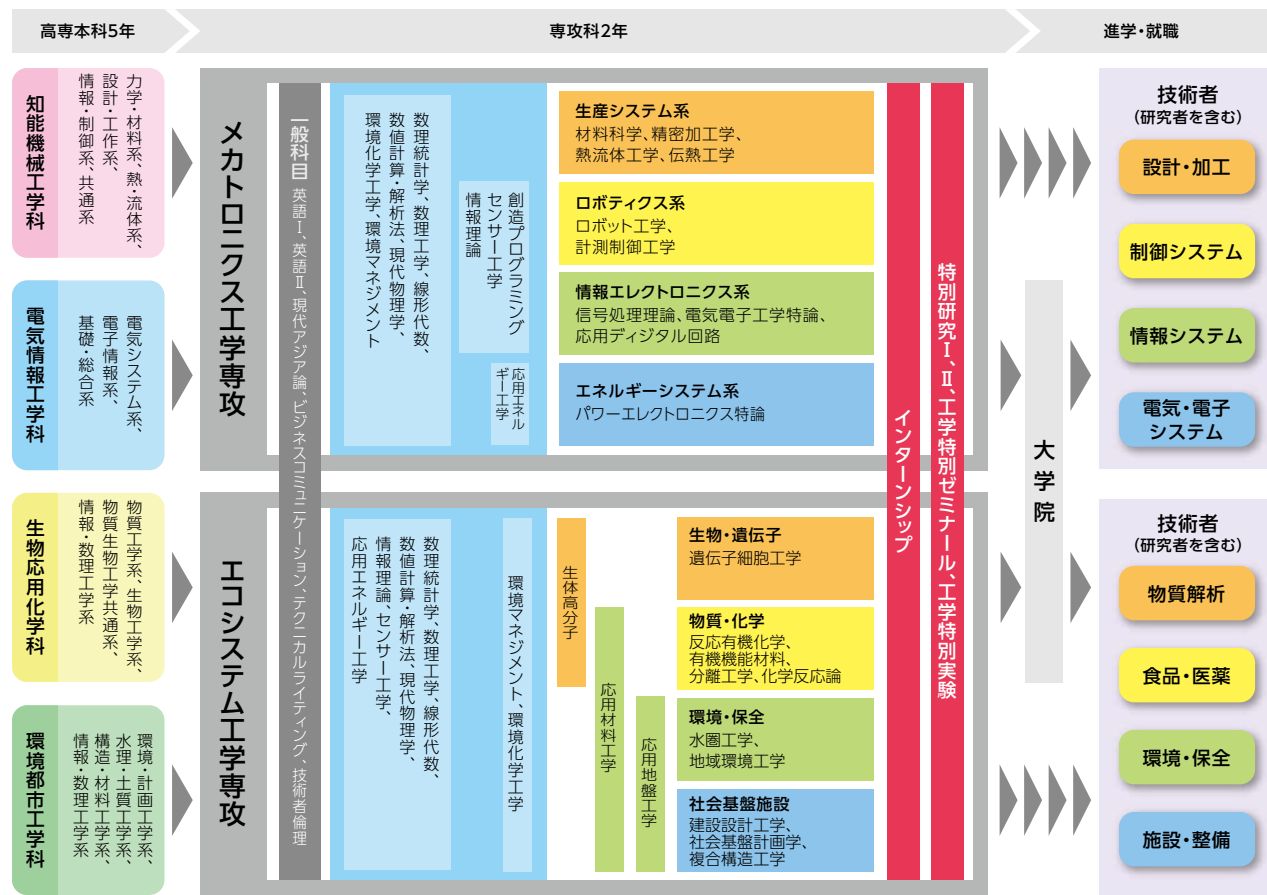 高専本科5年
専攻科2年
進学・就職
知能機械工学科
力学・材料系、熱・流体系、
設計・工作系、
情報・制御系、共通系
電気情報工学科
電気システム系、
電子情報系、
基礎・総合系
生物応用化学科
物質工学系、生物工学系、
物質生物工学共通系、
情報・数理工学系
環境都市工学科
環境・計画工学系、
水理・土質工学系、
構造・材料工学系、
情報・数理工学系
メカトロニクス工学専攻
エコシステム工学専攻
一般科目 英語Ⅰ、英語Ⅱ、現代アジア論、ビジネスコミュニケーション、テクニカルライティング、技術者倫理
数理統計学、数理工学、線形代数、
数値計算・解析法、現代物理学、
環境化学工学、環境マネジメント
創造プログラミング
センサー工学
情報理論
応用エネル
ギー工学
生産システム系
材料科学、精密加工学、
熱流体工学、伝熱工学
ロボティクス系
ロボット工学、
計測制御工学
情報エレクトロニクス系
信号処理理論、電気電子工学特論、
応用ディジタル回路
エネルギーシステム系
パワーエレクトロニクス特論
数理統計学、数理工学、線形代数、
数値計算・解析法、現代物理学、
情報理論、センサー工学、
応用エネルギー工学
環境マネジメント、環境化学工学
生体高分子
応用材料工学
応用地盤工学
生物・遺伝子
遺伝子細胞工学
物質・化学
反応有機化学、
有機機能材料、
分離工学、化学反応論
環境・保全
水圏工学、
地域環境工学
社会基盤施設
建設設計工学、
社会基盤計画学、
複合構造工学
インターンシップ
特別研究Ⅰ、Ⅱ、工学特別ゼミナール、工学特別実験
大学院
技術者
(研究者を含む)
設計・加工
制御システム
情報システム
電気・電子
システム
技術者
(研究者を含む)
物質解析
食品・医薬
環境・保全
施設・整備